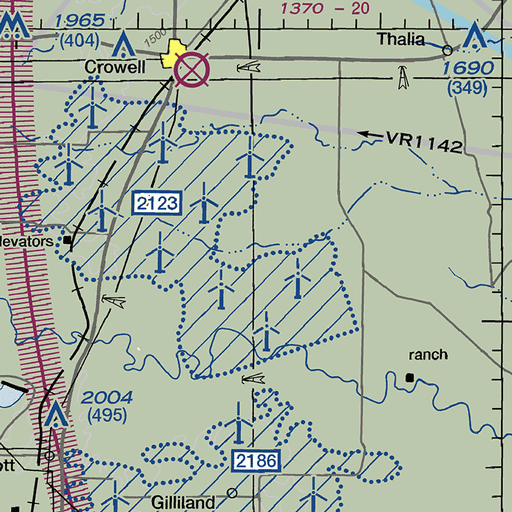 1370 - 20
1965
(404)
1500
Thalia
Crowell
1690
(349)
VR1142
2123
levators
ranch
2004
(495)
2186
ott
Gilliland